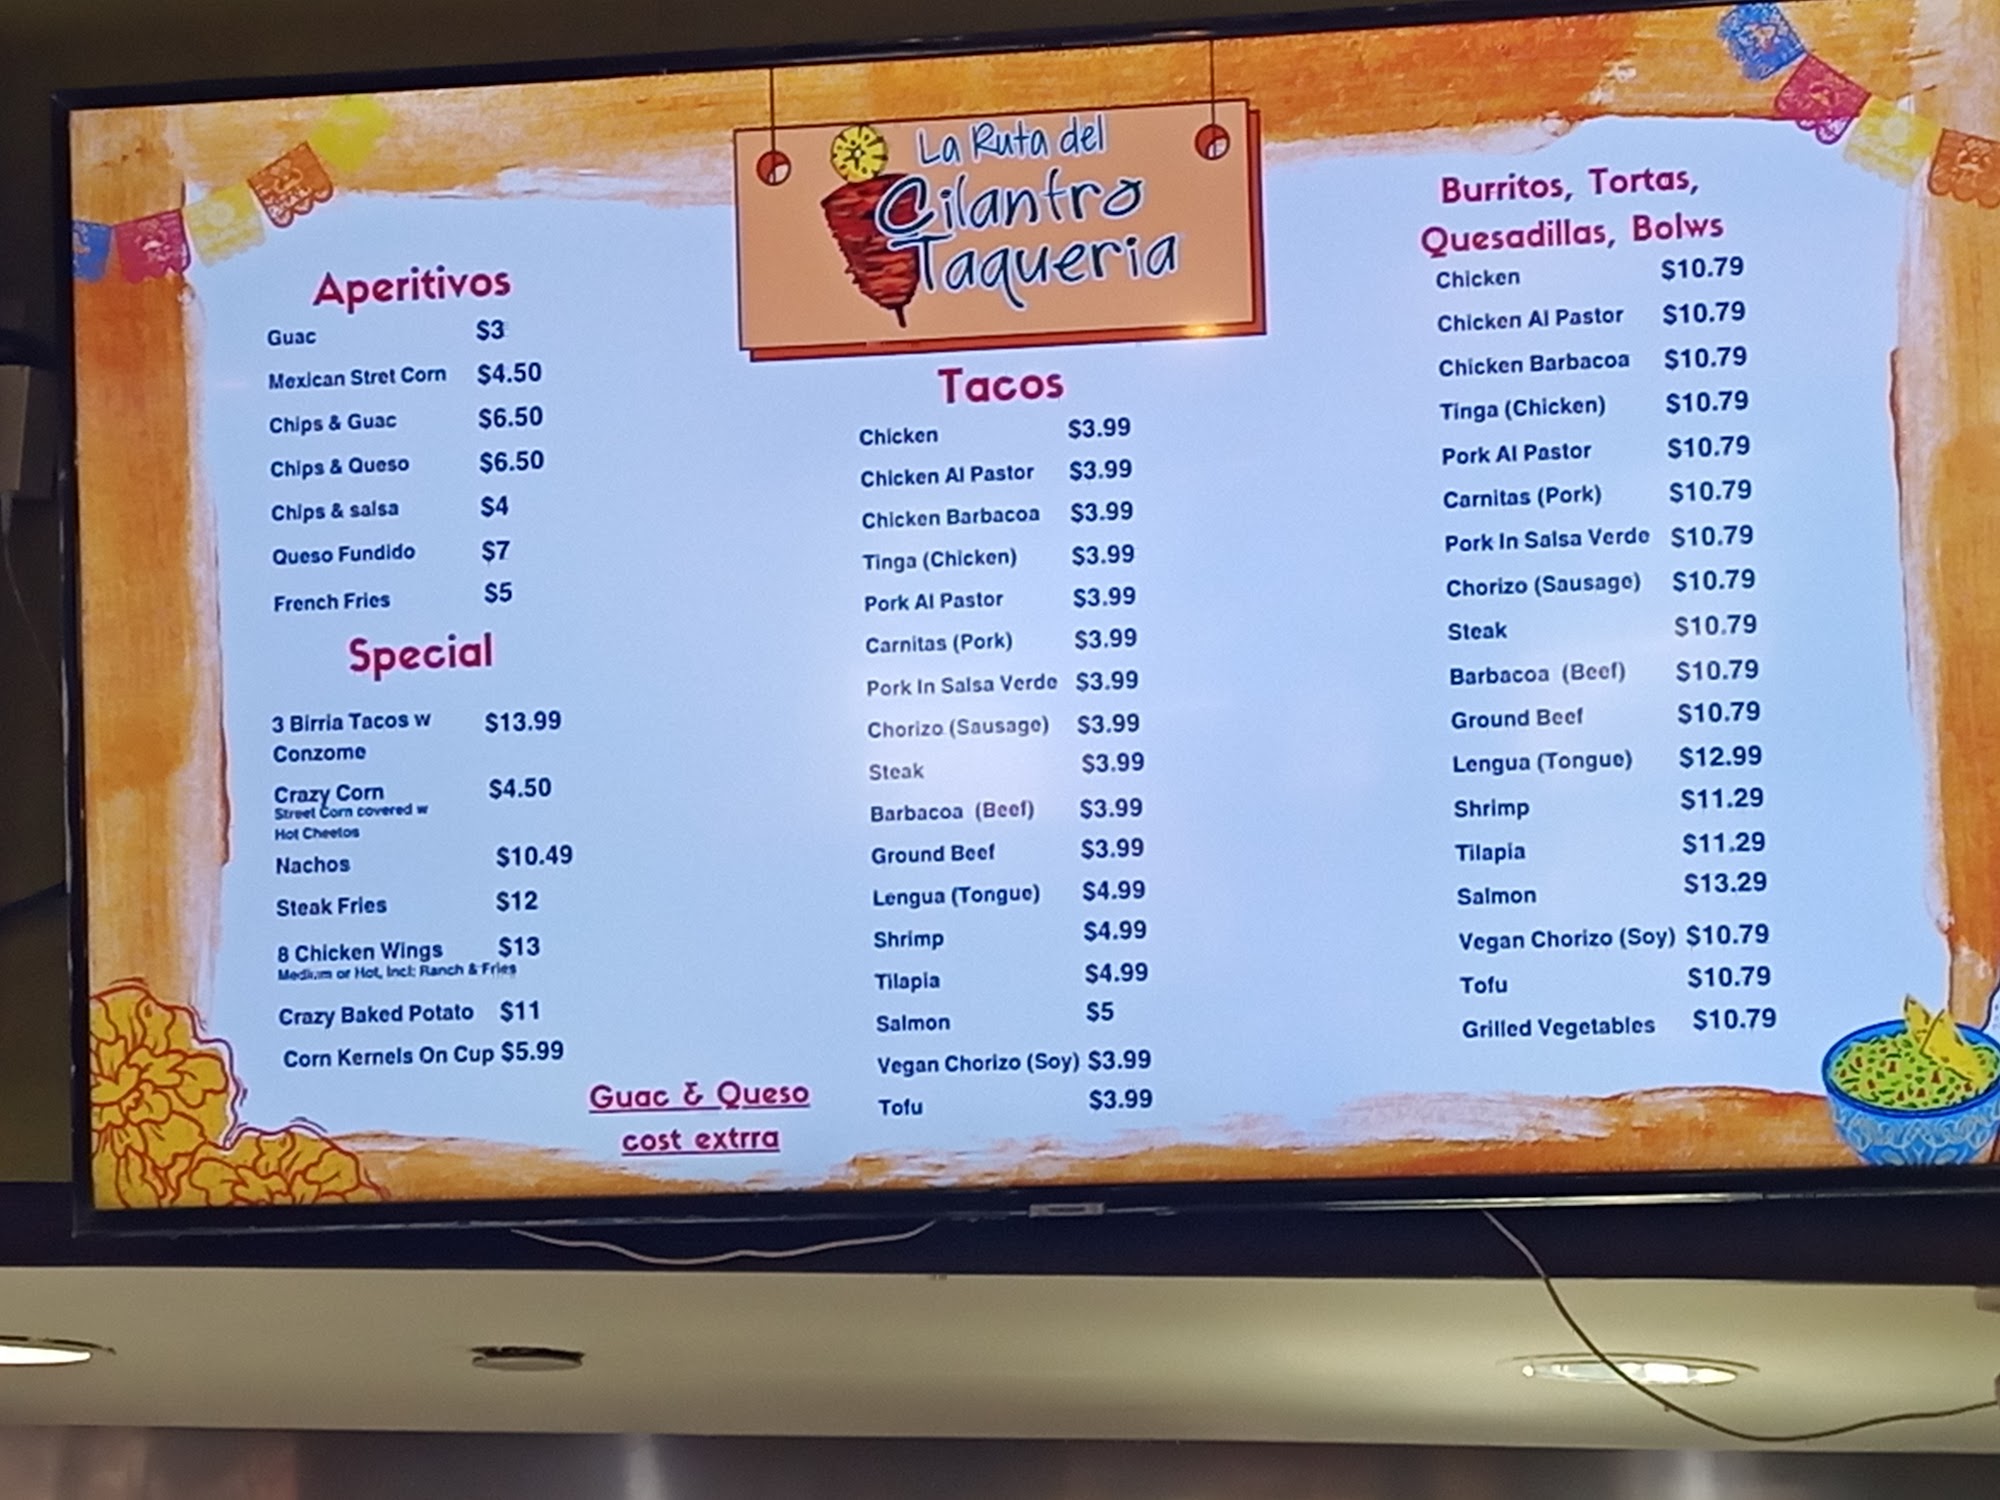 La Ruta del
Cilantro
Taqueria
Aperitivos
Guac $3
Mexican Stret Corn $4.50
Chips & Guac $6.50
Chips & Queso $6.50
Chips & salsa $4
Queso Fundido $7
French Fries $5
Special
3 Birria Tacos w $13.99
Conzome
Crazy Corn $4.50
Street Corn covered w
Hot Cheetos
Nachos $10.49
Steak Fries $12
8 Chicken Wings $13
Medium or Hot, Incl: Ranch & Fries
Crazy Baked Potato $11
Corn Kernels On Cup $5.99
Guac & Queso
cost extrra
Tacos
Chicken $3.99
Chicken Al Pastor $3.99
Chicken Barbacoa $3.99
Tinga (Chicken) $3.99
Pork Al Pastor $3.99
Carnitas (Pork) $3.99
Pork In Salsa Verde $3.99
Chorizo (Sausage) $3.99
Steak $3.99
Barbacoa (Beef) $3.99
Ground Beef $3.99
Lengua (Tongue) $4.99
Shrimp $4.99
Tilapia $4.99
Salmon $5
Vegan Chorizo (Soy) $3.99
Tofu $3.99
Burritos, Tortas,
Quesadillas, Bolws
Chicken $10.79
Chicken Al Pastor $10.79
Chicken Barbacoa $10.79
Tinga (Chicken) $10.79
Pork Al Pastor $10.79
Carnitas (Pork) $10.79
Pork In Salsa Verde $10.79
Chorizo (Sausage) $10.79
Steak $10.79
Barbacoa (Beef) $10.79
Ground Beef $10.79
Lengua (Tongue) $12.99
Shrimp $11.29
Tilapia $11.29
Salmon $13.29
Vegan Chorizo (Soy) $10.79
Tofu $10.79
Grilled Vegetables $10.79